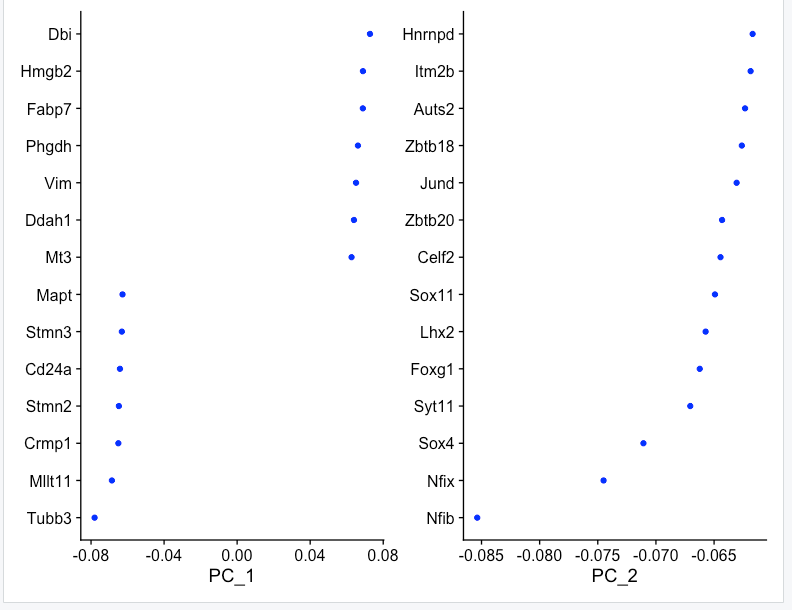 Dbi
Hmgb2
Fabp7
Phgdh
Vim
Ddah1
Mt3
Mapt
Stmn3
Cd24a
Stmn2
Crmp1
Mllt11
Tubb3
-0.08 -0.04 0.00 0.04 0.08
PC_1
Hnrnpd
Itm2b
Auts2
Zbtb18
Jund
Zbtb20
Celf2
Sox11
Lhx2
Foxg1
Syt11
Sox4
Nfix
Nfib
-0.085 -0.080 -0.075 -0.070 -0.065
PC_2